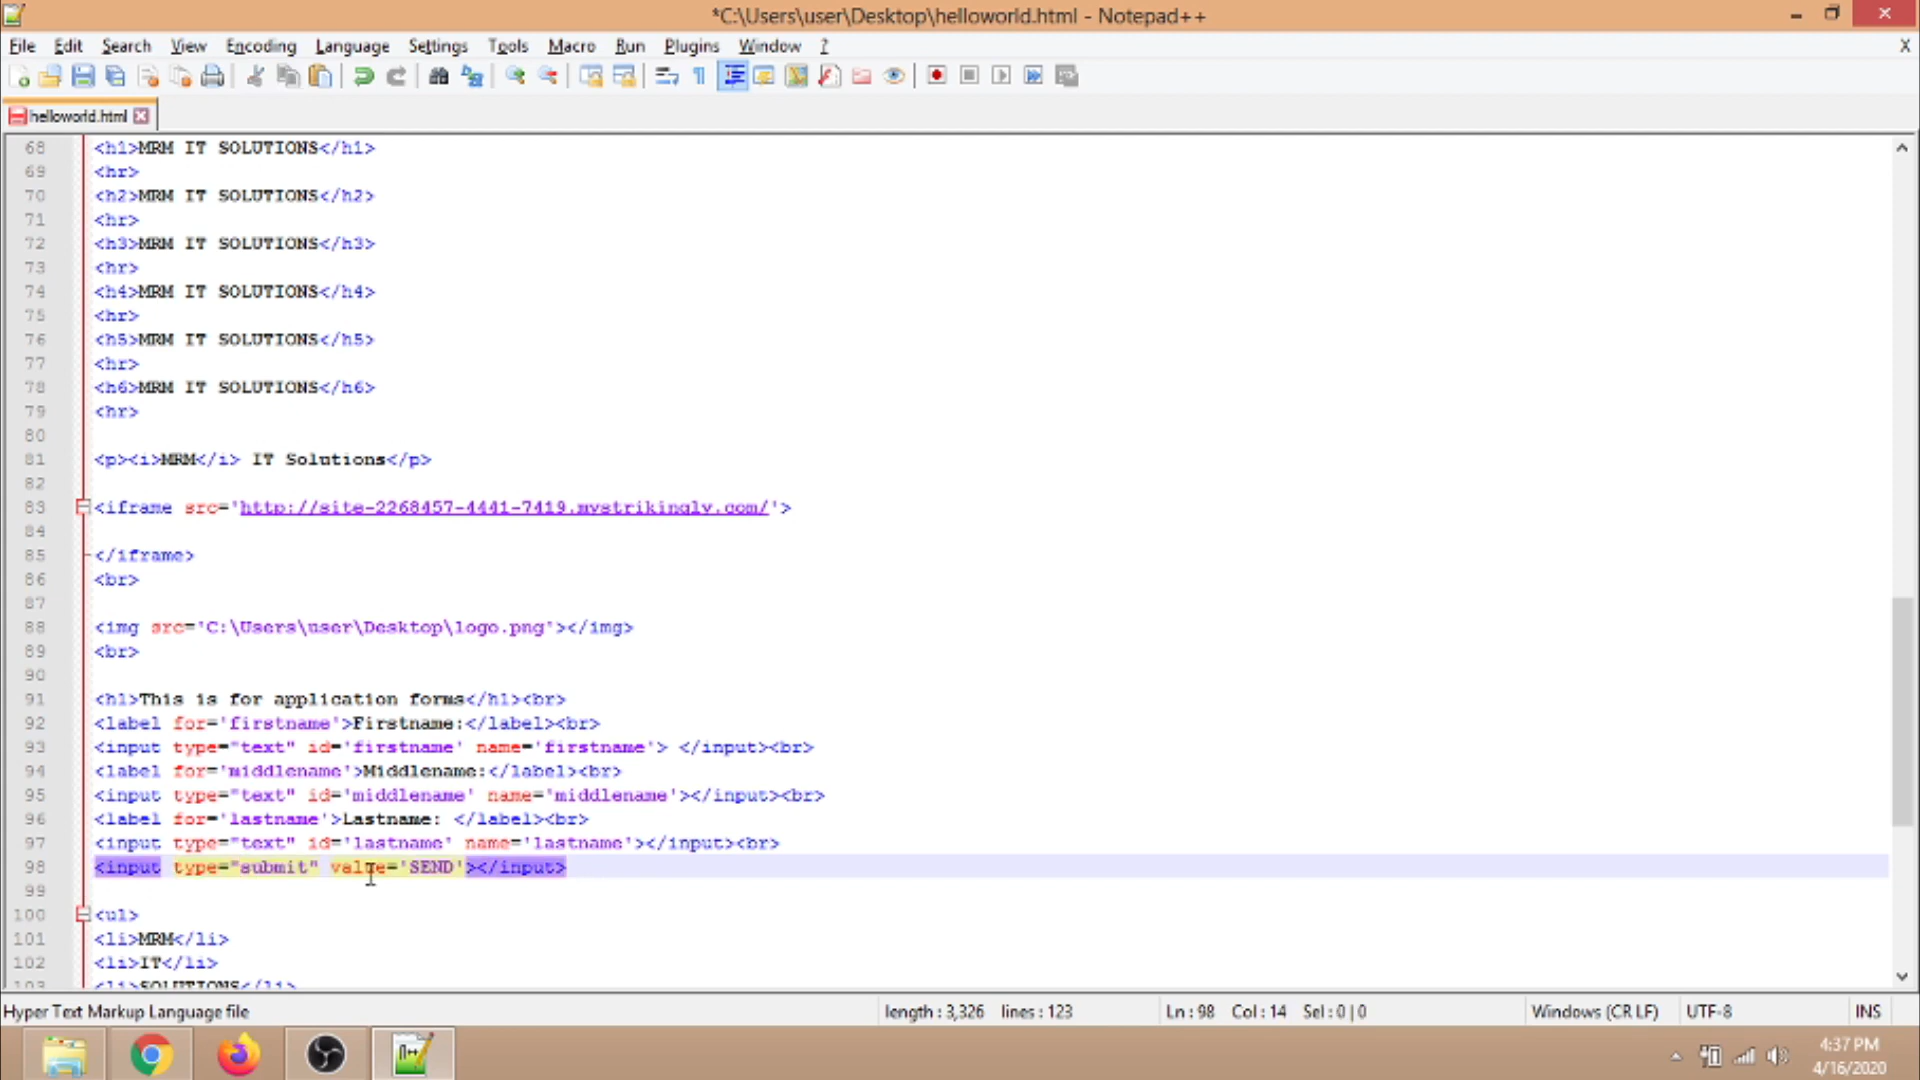 *C:\Users\user\Desktop\helloworld.html - Notepad++
File Edit Search View Encoding Language Settings Tools Macro Run Plugins Window ? X
helloworld.html
68 <h1>MRM IT SOLUTIONS</h1>
69 <hr>
70 <h2>MRM IT SOLUTIONS</h2>
71 <hr>
72 <h3>MRM IT SOLUTIONS</h3>
73 <hr>
74 <h4>MRM IT SOLUTIONS</h4>
75 <hr>
76 <h5>MRM IT SOLUTIONS</h5>
77 <hr>
78 <h6>MRM IT SOLUTIONS</h6>
79 <hr>
80
81 <p><i>MRM</i> IT Solutions</p>
82
83 <iframe src='http://site-2268457-4441-7419.mystrikingly.com/'>
84
85 </iframe>
86 <br>
87
88 <img src='C:\Users\user\Desktop\logo.png'></img>
89 <br>
90
91 <h1>This is for application forms</h1><br>
92 <label for='firstname'>Firstname:</label><br>
93 <input type="text" id='firstname' name='firstname'> </input><br>
94 <label for='middlename'>Middlename:</label><br>
95 <input type="text" id='middlename' name='middlename'></input><br>
96 <label for='lastname'>Lastname: </label><br>
97 <input type="text" id='lastname' name='lastname'></input><br>
98 <input type="submit" value='SEND'></input>
99
100 <ul>
101 <li>MRM</li>
102 <li>IT</li>
103 <li>SOLUTIONS</li>
Hyper Text Markup Language file length : 3,326 lines : 123 Ln : 98 Col : 14 Sel : 0 | 0 Windows (CR LF) UTF-8 INS
4:37 PM
4/16/2020